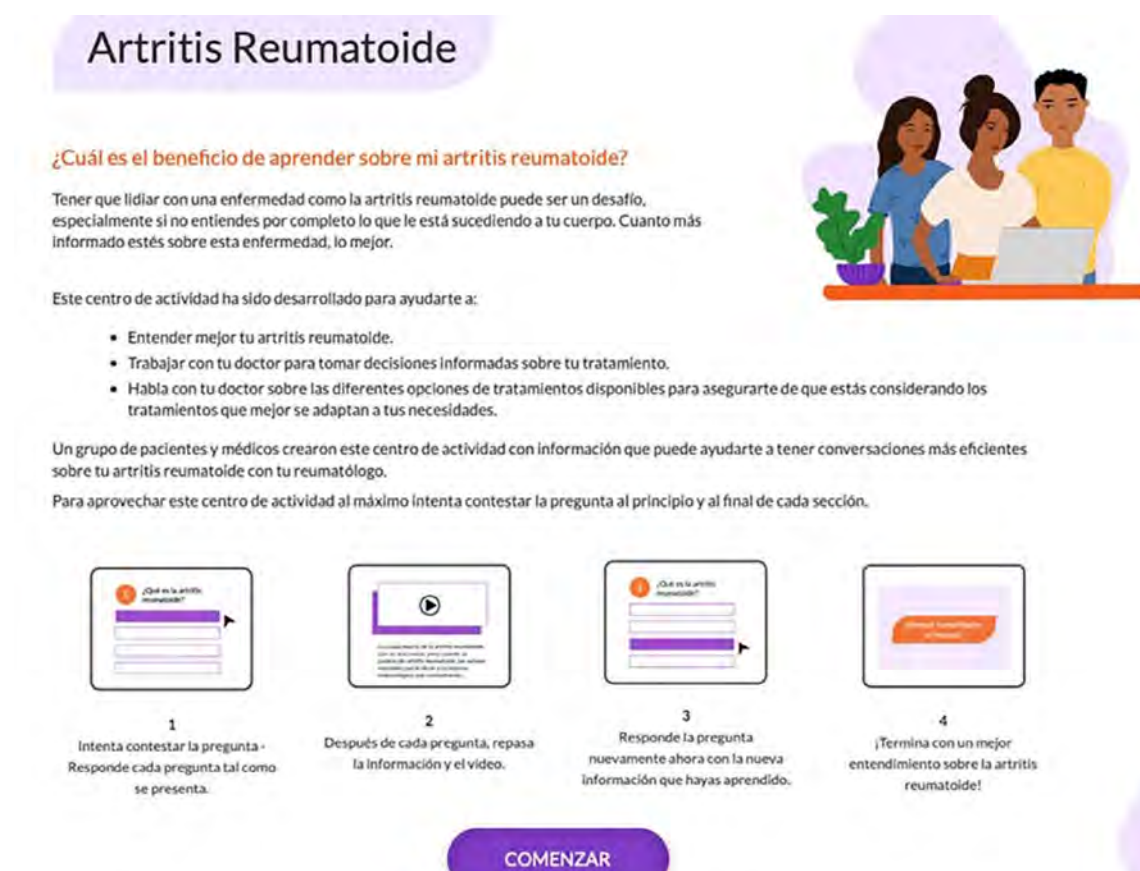 Artritis Reumatoide
¿Cuál es el beneficio de aprender sobre mi artritis reumatoide?
Tener que lidiar con una enfermedad como la artritis reumatoide puede ser un desafío,
especialmente si no entiendes por completo lo que le está sucediendo a tu cuerpo. Cuanto más
informado estés sobre esta enfermedad, lo mejor.
Este centro de actividad ha sido desarrollado para ayudarte a:
• Entender mejor tu artritis reumatoide.
• Trabajar con tu doctor para tomar decisiones informadas sobre tu tratamiento.
• Habla con tu doctor sobre las diferentes opciones de tratamientos disponibles para asegurarte de que estás considerando los
tratamientos que mejor se adaptan a tus necesidades.
Un grupo de pacientes y médicos crearon este centro de actividad con información que puede ayudarte a tener conversaciones más eficientes
sobre tu artritis reumatoide con tu reumatólogo.
Para aprovechar este centro de actividad al máximo intenta contestar la pregunta al principio y al final de cada sección.
¿Qué es la artritis
reumatoide?
¿Qué es la artritis
reumatoide?
1
Intenta contestar la pregunta -
Responde cada pregunta tal como
se presenta.
2
Después de cada pregunta, repasa
la información y el video.
3
Responde la pregunta
nuevamente ahora con la nueva
información que hayas aprendido.
4
¡Termina con un mejor
entendimiento sobre la artritis
reumatoide!
COMENZAR